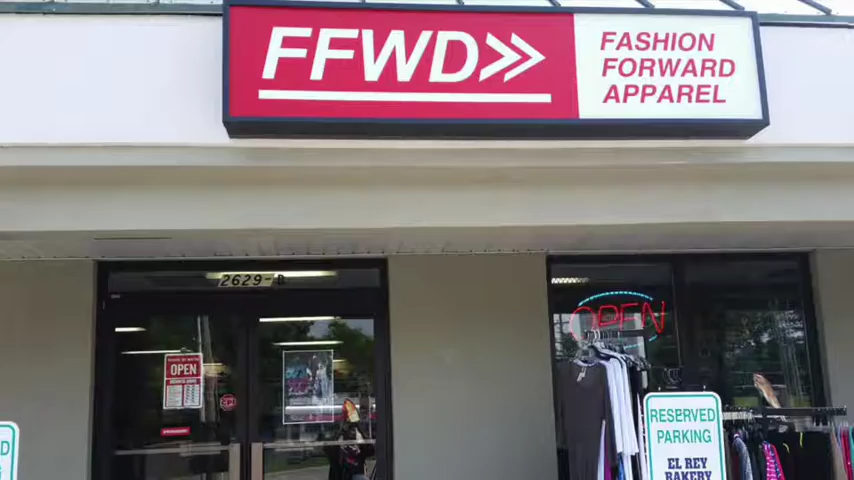 FFWD>>
FASHION
FORWARD
APPAREL
2629-B
OPEN
OPEN
RESERVED
PARKING
EL REY
BAKERY